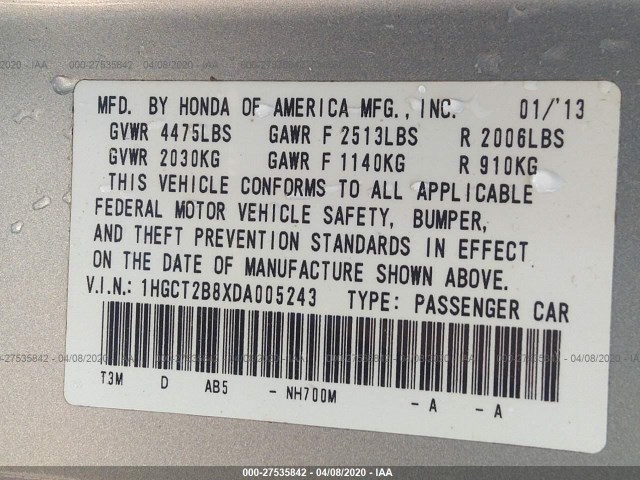 000-27535842 - 04/08/2020 - IAA
MFD. BY HONDA OF AMERICA MFG., INC. 01/'13
GVWR 4475LBS GAWR F 2513LBS R 2006LBS
GVWR 2030KG GAWR F 1140KG R 910KG
THIS VEHICLE CONFORMS TO ALL APPLICABLE
FEDERAL MOTOR VEHICLE SAFETY, BUMPER,
AND THEFT PREVENTION STANDARDS IN EFFECT
ON THE DATE OF MANUFACTURE SHOWN ABOVE.
V.I.N.: 1HGCT2B8XDA005243 TYPE: PASSENGER CAR
T3M D AB5 - NH700M - A - A
000-27535842 - 04/08/2020 - IAA